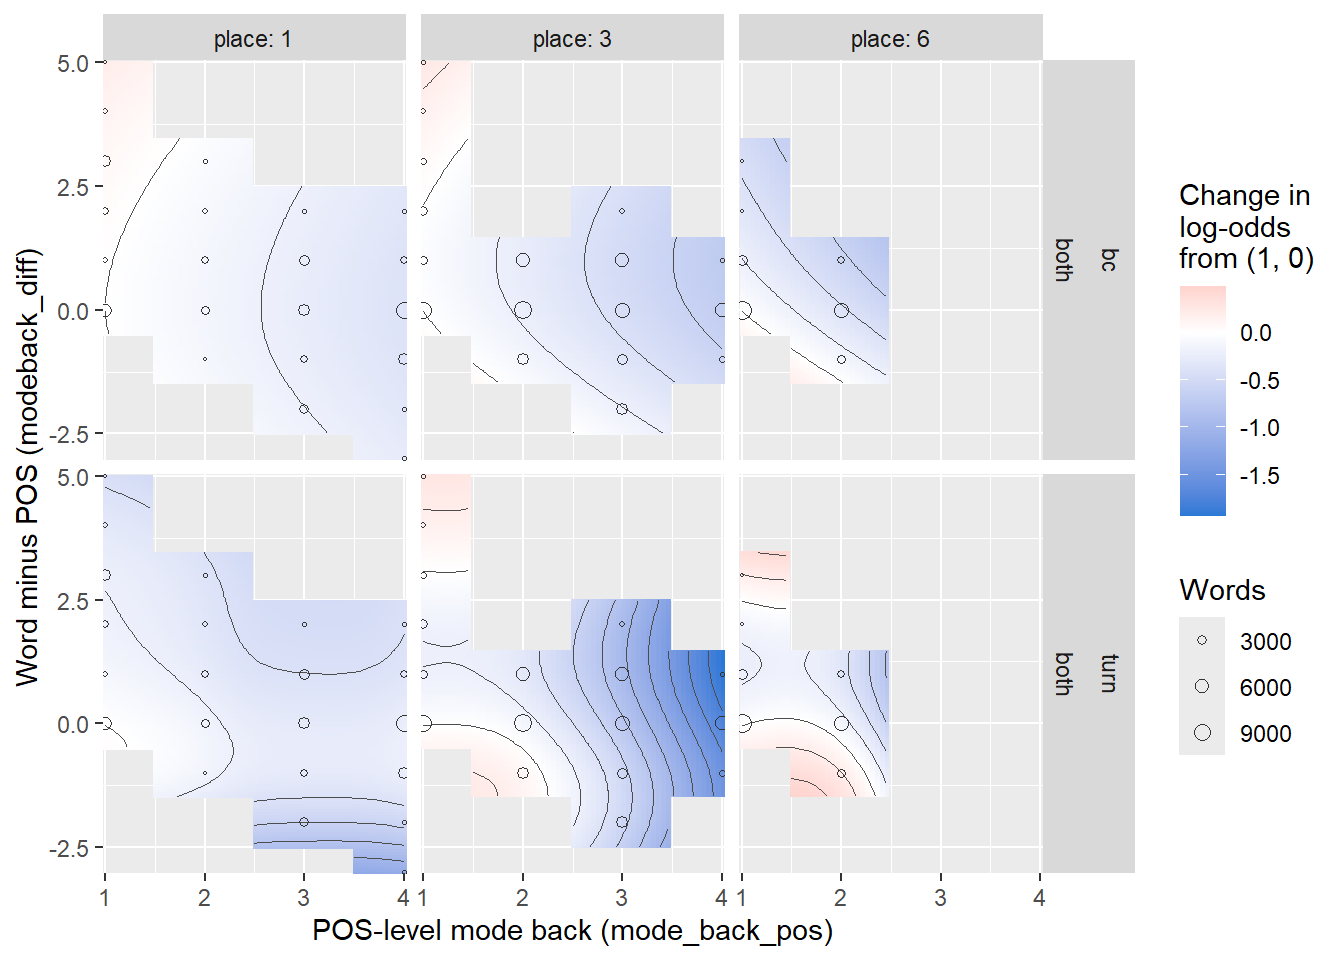 place: 1
place: 3
place: 6
5.0
2.5
0.0
-2.5
5.0
2.5
0.0
-2.5
Word minus POS (modeback_diff)
bc
both
turn
both
1 2 3 4
1 2 3 4
1 2 3 4
POS-level mode back (mode_back_pos)
Change in
log-odds
from (1, 0)
0.0
-0.5
-1.0
-1.5
Words
3000
6000
9000